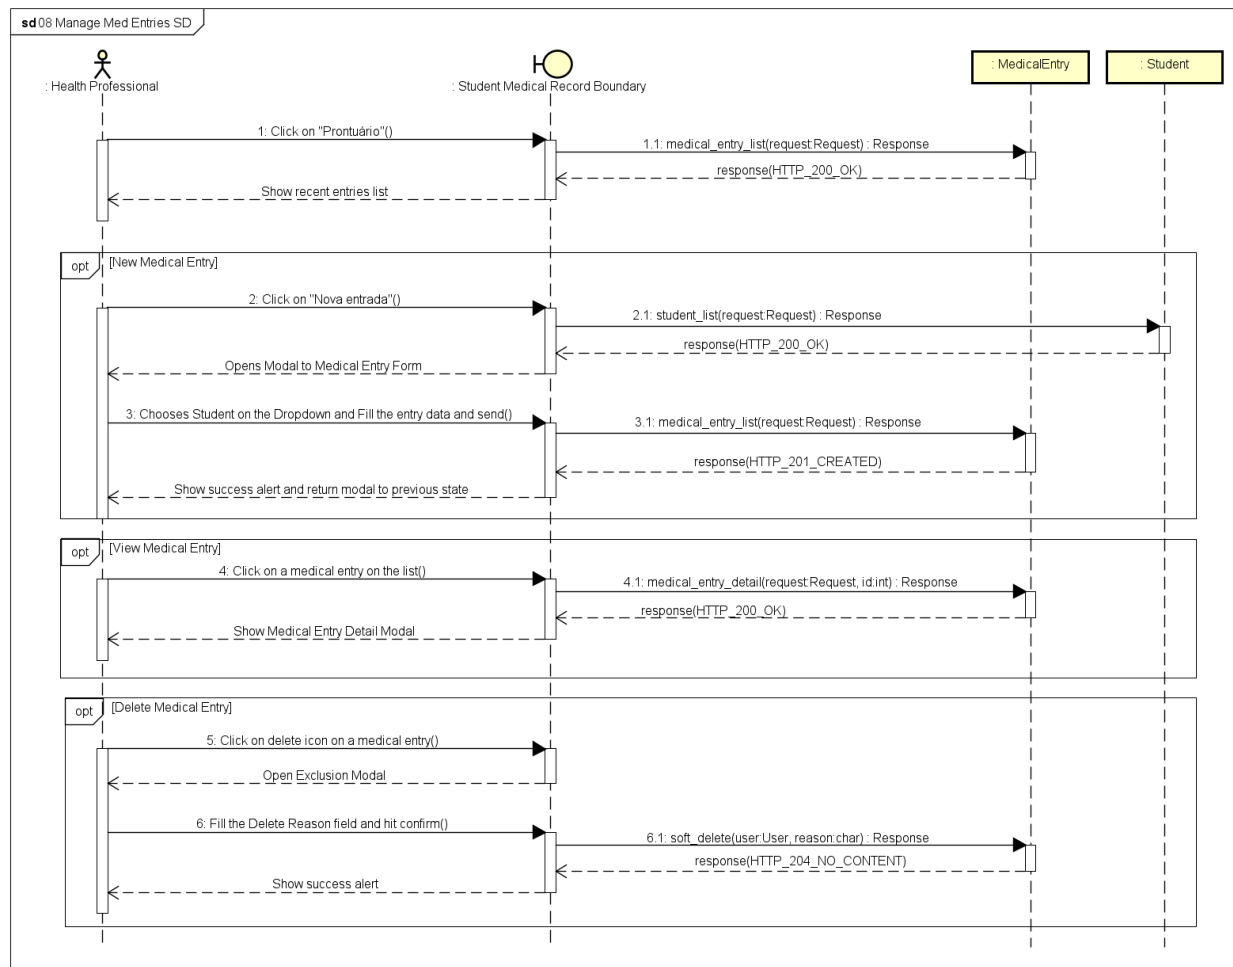 sd 08 Manage Med Entries SD
: Health Professional
: Student Medical Record Boundary
: MedicalEntry
: Student
1: Click on "Prontuário"()
1.1: medical_entry_list(request:Request) : Response
response(HTTP_200_OK)
Show recent entries list
opt
[New Medical Entry]
2: Click on "Nova entrada"()
2.1: student_list(request:Request) : Response
response(HTTP_200_OK)
Opens Modal to Medical Entry Form
3: Chooses Student on the Dropdown and Fill the entry data and send()
3.1: medical_entry_list(request:Request) : Response
response(HTTP_201_CREATED)
Show success alert and return modal to previous state
opt
[View Medical Entry]
4: Click on a medical entry on the list()
4.1: medical_entry_detail(request:Request, id:int) : Response
response(HTTP_200_OK)
Show Medical Entry Detail Modal
opt
[Delete Medical Entry]
5: Click on delete icon on a medical entry()
Open Exclusion Modal
6: Fill the Delete Reason field and hit confirm()
6.1: soft_delete(user:User, reason:char) : Response
response(HTTP_204_NO_CONTENT)
Show success alert